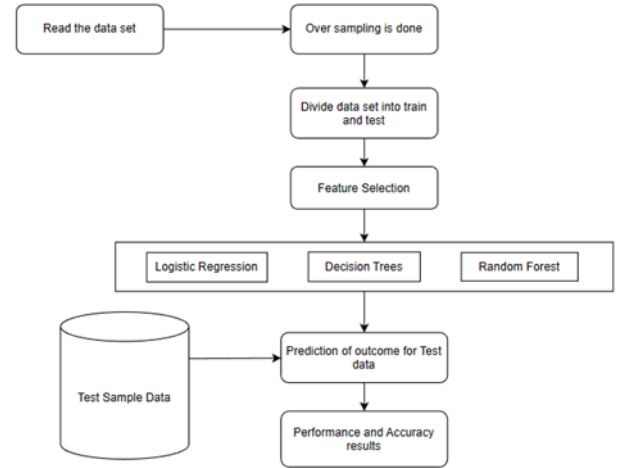 Read the data set
Over sampling is done
Divide data set into train
and test
Feature Selection
Logistic Regression
Decision Trees
Random Forest
Prediction of outcome for Test
data
Test Sample Data
Performance and Accuracy
results